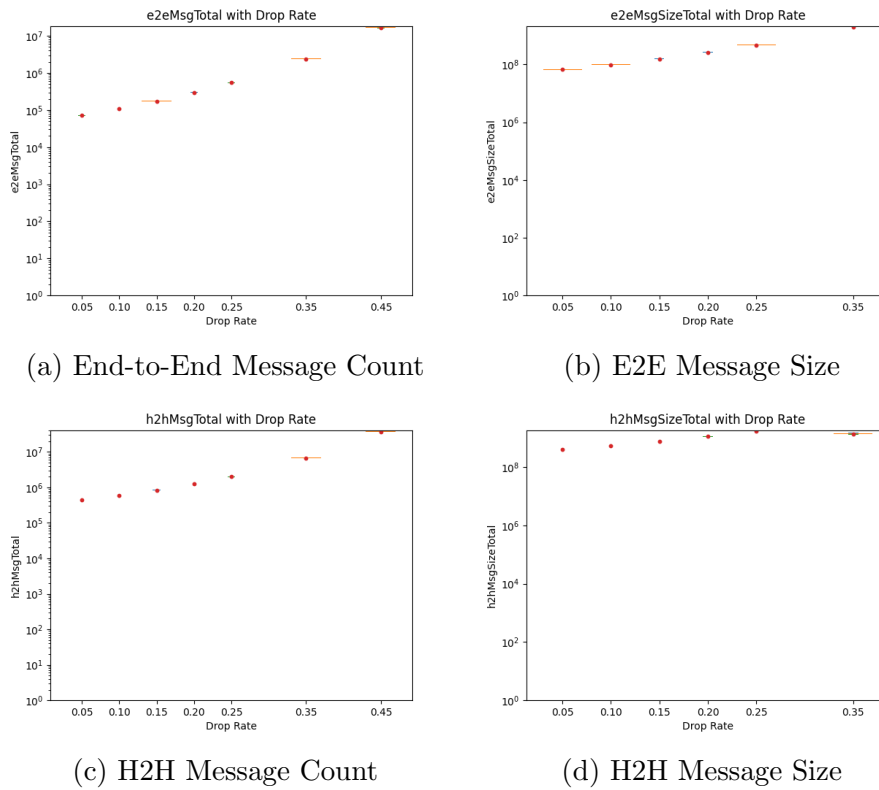 e2eMsgTotal with Drop Rate
e2eMsgTotal
10^7
10^6
10^5
10^4
10^3
10^2
10^1
10^0
0.05 0.10 0.15 0.20 0.25 0.35 0.45
Drop Rate
(a) End-to-End Message Count
e2eMsgSizeTotal with Drop Rate
e2eMsgSizeTotal
10^8
10^6
10^4
10^2
10^0
0.05 0.10 0.15 0.20 0.25 0.35
Drop Rate
(b) E2E Message Size
h2hMsgTotal with Drop Rate
h2hMsgTotal
10^7
10^6
10^5
10^4
10^3
10^2
10^1
10^0
0.05 0.10 0.15 0.20 0.25 0.35 0.45
Drop Rate
(c) H2H Message Count
h2hMsgSizeTotal with Drop Rate
h2hMsgSizeTotal
10^8
10^6
10^4
10^2
10^0
0.05 0.10 0.15 0.20 0.25 0.35
Drop Rate
(d) H2H Message Size